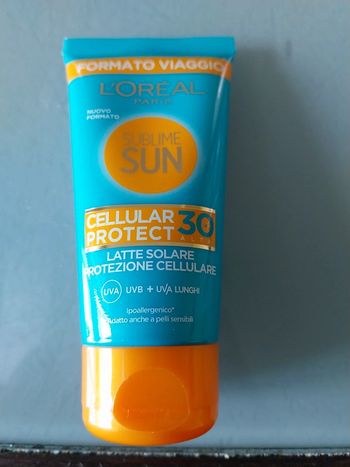 FORMATO VIAGGIO
L'ORÉAL
PARIS
NUOVO
FORMATO
SUBLIME
SUN
CELLULAR
PROTECT
30
ALTA
LATTE SOLARE
PROTEZIONE CELLULARE
UVA UVB + UVA LUNGHI
Ipoallergenico*
Adatto anche a pelli sensibili